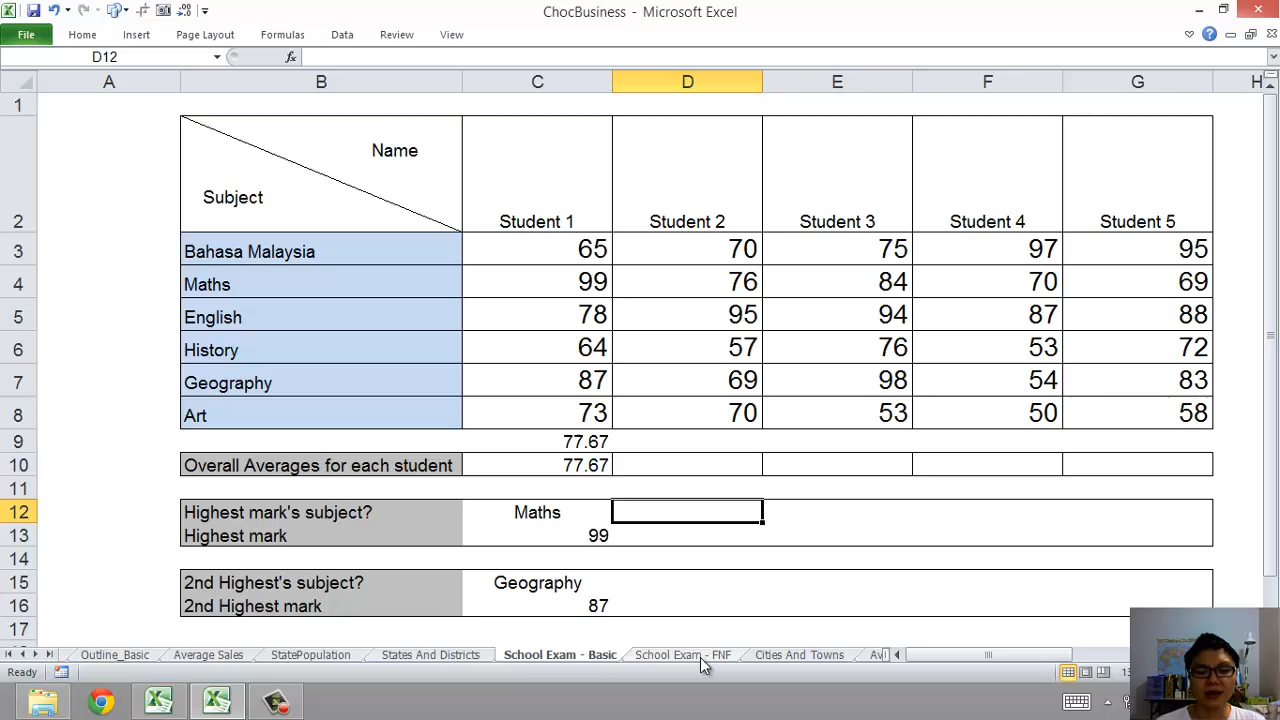 ChocBusiness - Microsoft Excel
File Home Insert Page Layout Formulas Data Review View
D12 fx
A B C D E F G H
1
Name
Subject
2 Student 1 Student 2 Student 3 Student 4 Student 5
3 Bahasa Malaysia 65 70 75 97 95
4 Maths 99 76 84 70 69
5 English 78 95 94 87 88
6 History 64 57 76 53 72
7 Geography 87 69 98 54 83
8 Art 73 70 53 50 58
9 77.67
10 Overall Averages for each student 77.67
11
12 Highest mark's subject? Maths
13 Highest mark 99
14
15 2nd Highest's subject? Geography
16 2nd Highest mark 87
17
Outline_Basic Average Sales StatePopulation States And Districts School Exam - Basic School Exam - FNF Cities And Towns
Ready